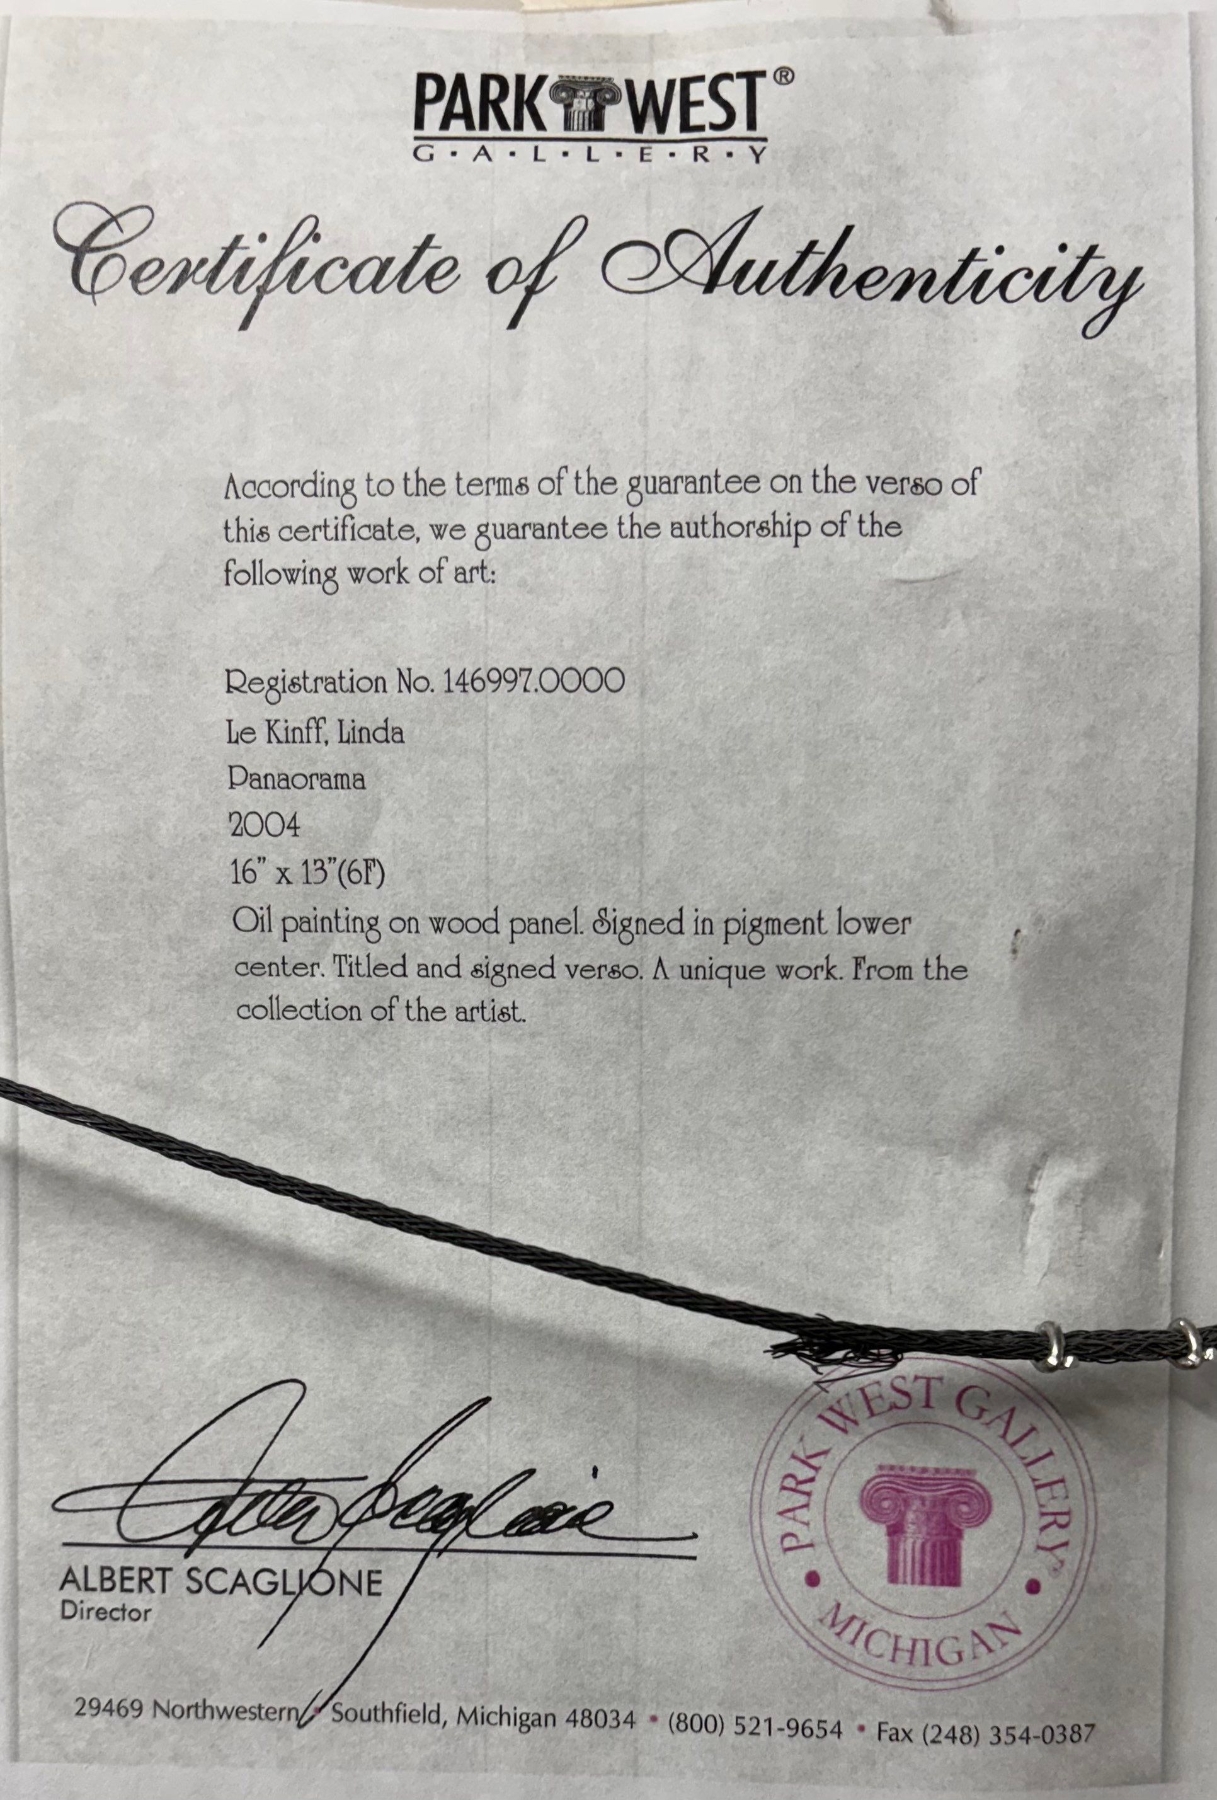 PARK WEST®
G·A·L·L·E·R·Y
Certificate of Authenticity
According to the terms of the guarantee on the verso of
this certificate, we guarantee the authorship of the
following work of art:
Registration No. 146997.0000
Le Kinff, Linda
Panaorama
2004
16" x 13"(6F)
Oil painting on wood panel. Signed in pigment lower
center. Titled and signed verso. A unique work. From the
collection of the artist.
PARK WEST GALLERY®
• MICHIGAN •
Albert Scaglione
ALBERT SCAGLIONE
Director
29469 Northwestern • Southfield, Michigan 48034 • (800) 521-9654 • Fax (248) 354-0387